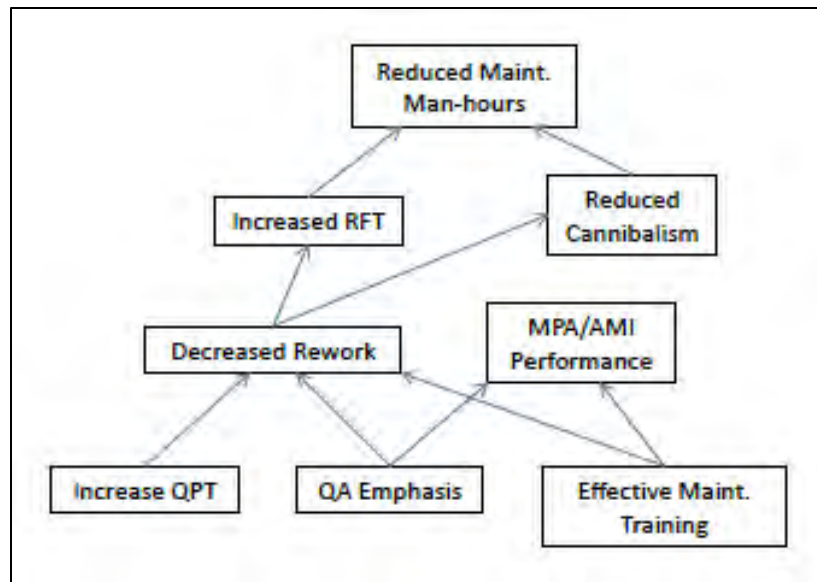 Reduced Maint.
Man-hours
Increased RFT
Reduced
Cannibalism
Decreased Rework
MPA/AMI
Performance
Increase QPT
QA Emphasis
Effective Maint.
Training